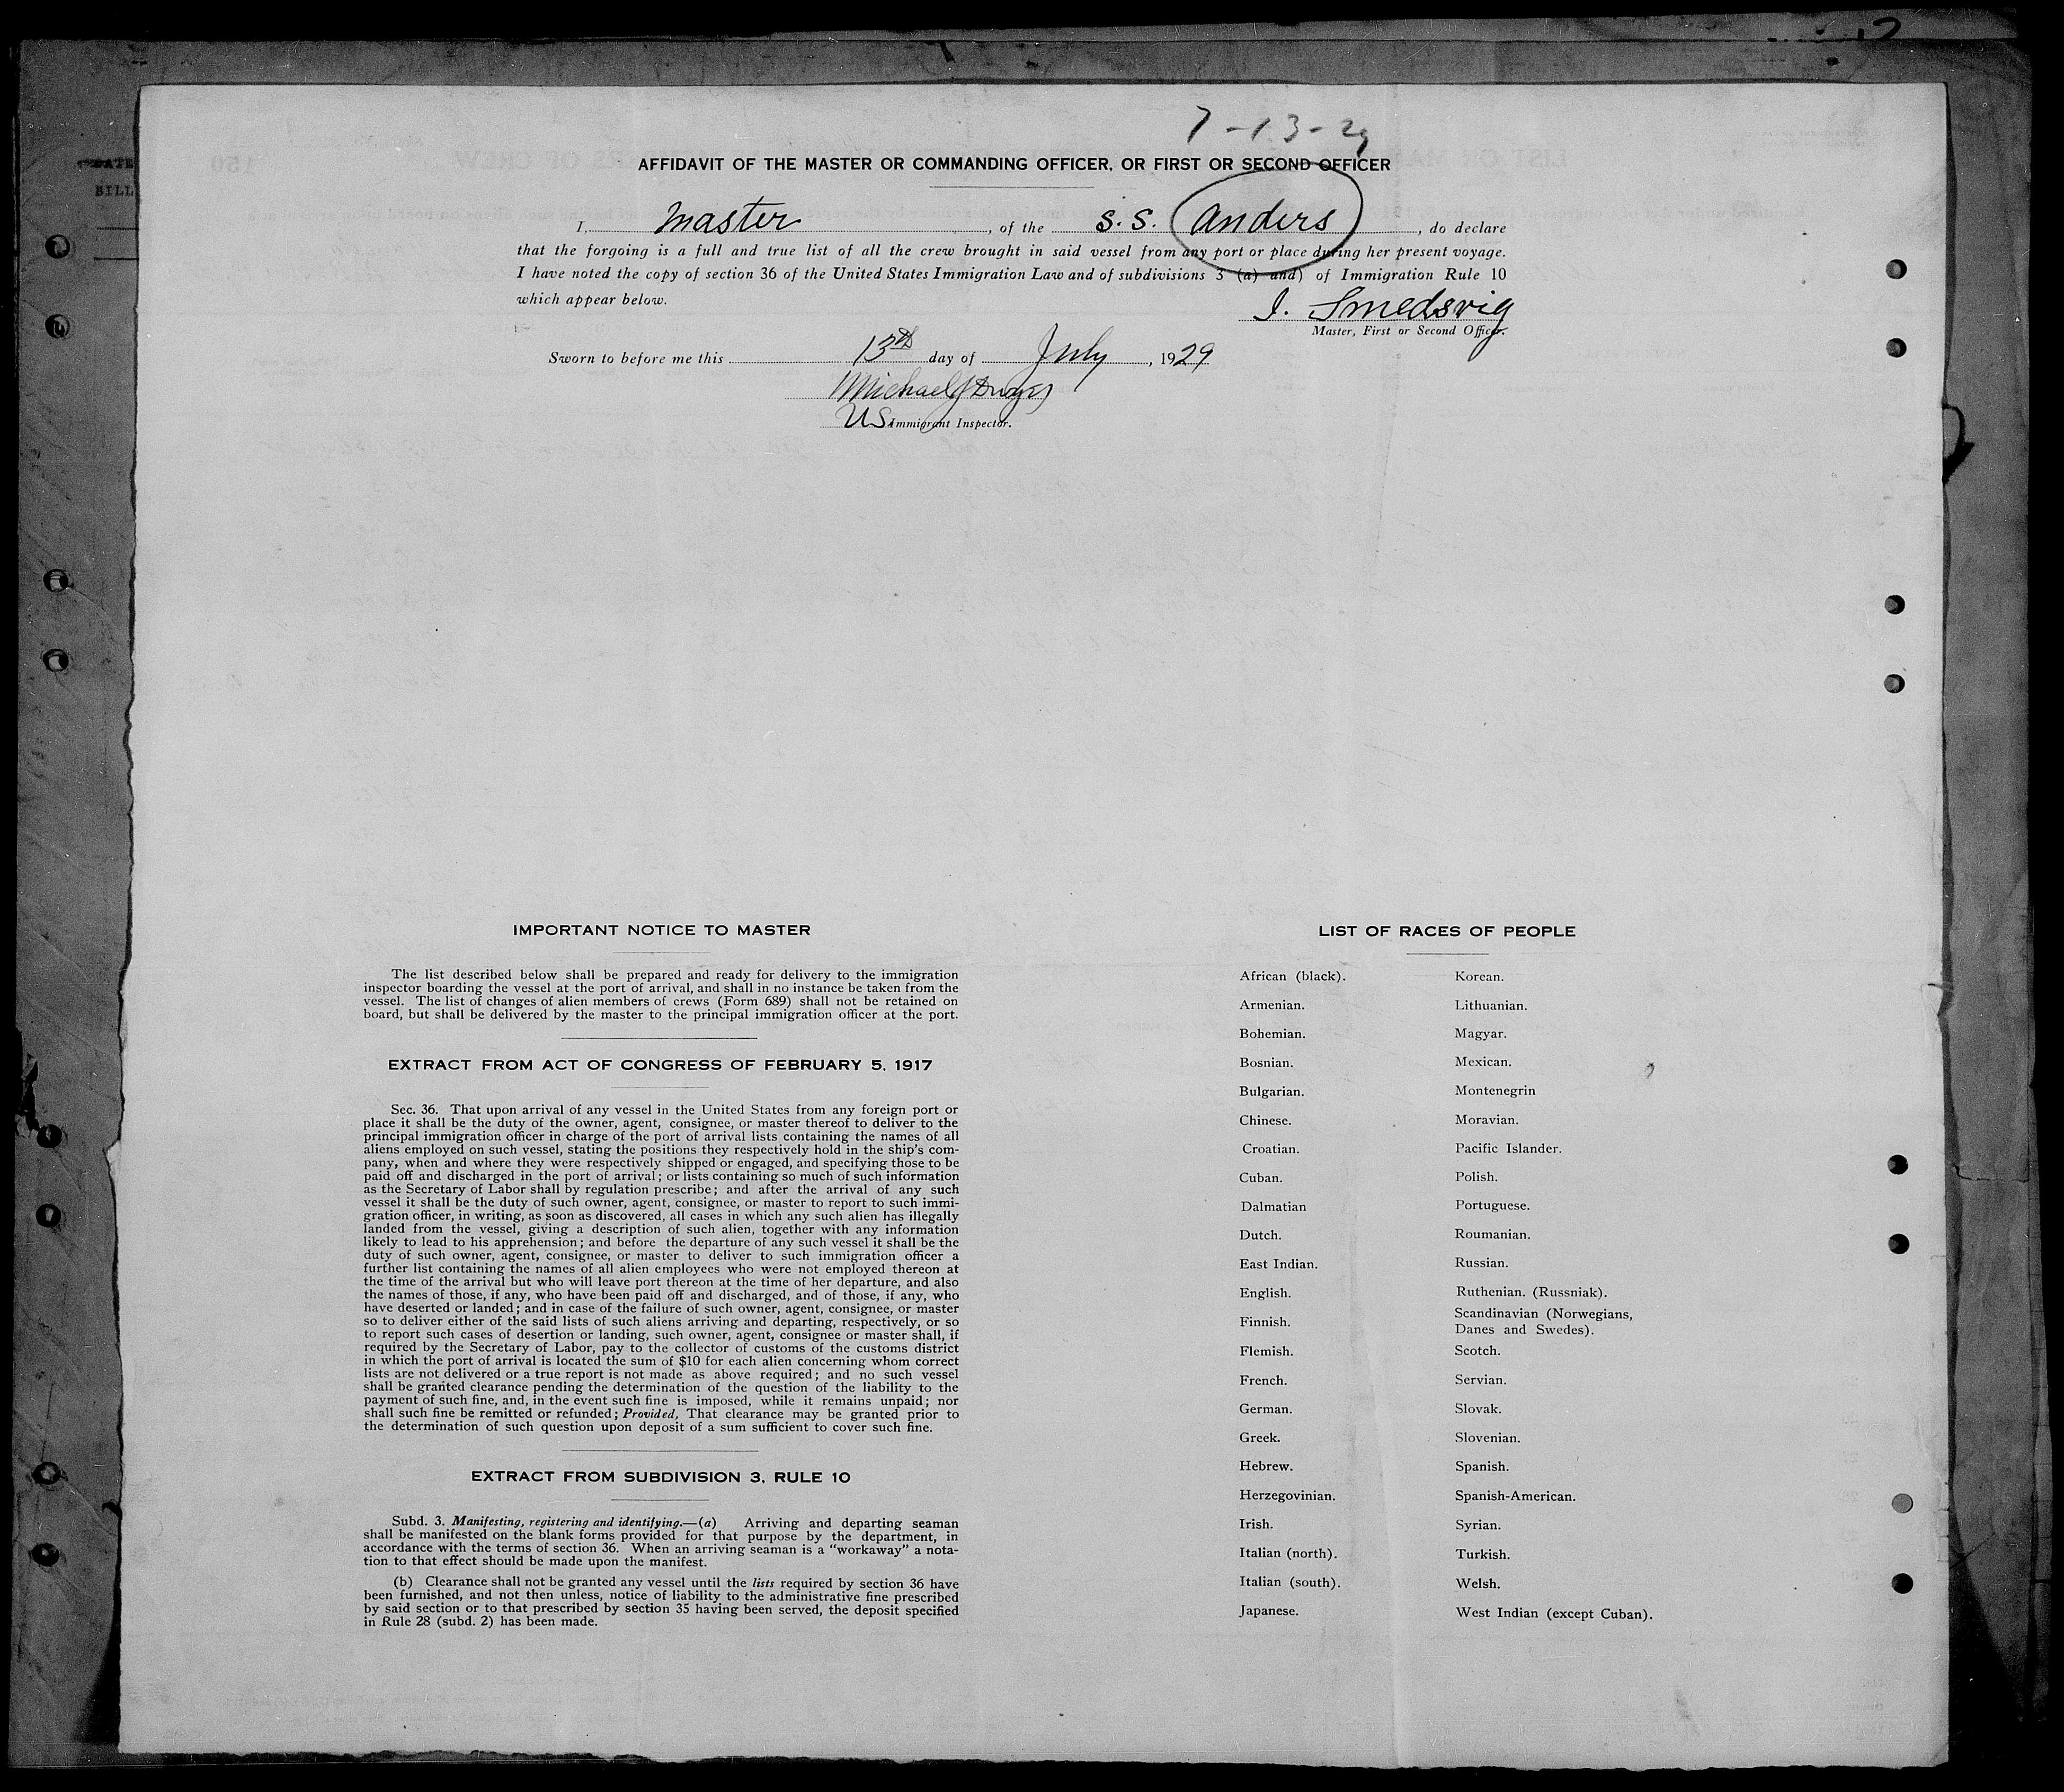 7-13-29
AFFIDAVIT OF THE MASTER OR COMMANDING OFFICER, OR FIRST OR SECOND OFFICER
I, Master, of the S.S. Anders, do declare
that the forgoing is a full and true list of all the crew brought in said vessel from any port or place during her present voyage.
I have noted the copy of section 36 of the United States Immigration Law and of subdivisions 3 (a) and) of Immigration Rule 10
which appear below.
I. Smedsvig
Master, First or Second Officer.
Sworn to before me this 13th day of July, 1929
Michael J
US Immigrant Inspector.
BILL
IMPORTANT NOTICE TO MASTER
The list described below shall be prepared and ready for delivery to the immigration
inspector boarding the vessel at the port of arrival, and shall in no instance be taken from the
vessel. The list of changes of alien members of crews (Form 689) shall not be retained on
board, but shall be delivered by the master to the principal immigration officer at the port.
EXTRACT FROM ACT OF CONGRESS OF FEBRUARY 5, 1917
Sec. 36. That upon arrival of any vessel in the United States from any foreign port or
place it shall be the duty of the owner, agent, consignee, or master thereof to deliver to the
principal immigration officer in charge of the port of arrival lists containing the names of all
aliens employed on such vessel, stating the positions they respectively hold in the ship's com-
pany, when and where they were respectively shipped or engaged, and specifying those to be
paid off and discharged in the port of arrival; or lists containing so much of such information
as the Secretary of Labor shall by regulation prescribe; and after the arrival of any such
vessel it shall be the duty of such owner, agent, consignee, or master to report to such immi-
gration officer, in writing, as soon as discovered, all cases in which any such alien has illegally
landed from the vessel, giving a description of such alien, together with any information
likely to lead to his apprehension; and before the departure of any such vessel it shall be the
duty of such owner, agent, consignee, or master to deliver to such immigration officer a
further list containing the names of all alien employees who were not employed thereon at
the time of the arrival but who will leave port thereon at the time of her departure, and also
the names of those, if any, who have been paid off and discharged, and of those, if any, who
have deserted or landed; and in case of the failure of such owner, agent, consignee, or master
so to deliver either of the said lists of such aliens arriving and departing, respectively, or so
to report such cases of desertion or landing, such owner, agent, consignee or master shall, if
required by the Secretary of Labor, pay to the collector of customs of the customs district
in which the port of arrival is located the sum of $10 for each alien concerning whom correct
lists are not delivered or a true report is not made as above required; and no such vessel
shall be granted clearance pending the determination of the question of the liability to the
payment of such fine, and, in the event such fine is imposed, while it remains unpaid; nor
shall such fine be remitted or refunded; Provided, That clearance may be granted prior to
the determination of such question upon deposit of a sum sufficient to cover such fine.
EXTRACT FROM SUBDIVISION 3, RULE 10
Subd. 3. Manifesting, registering and identifying.—(a) Arriving and departing seaman
shall be manifested on the blank forms provided for that purpose by the department, in
accordance with the terms of section 36. When an arriving seaman is a "workaway" a nota-
tion to that effect should be made upon the manifest.
(b) Clearance shall not be granted any vessel until the lists required by section 36 have
been furnished, and not then unless, notice of liability to the administrative fine prescribed
by said section or to that prescribed by section 35 having been served, the deposit specified
in Rule 28 (subd. 2) has been made.
LIST OF RACES OF PEOPLE
African (black).
Armenian.
Bohemian.
Bosnian.
Bulgarian.
Chinese.
Croatian.
Cuban.
Dalmatian
Dutch.
East Indian.
English.
Finnish.
Flemish.
French.
German.
Greek.
Hebrew.
Herzegovinian.
Irish.
Italian (north).
Italian (south).
Japanese.
Korean.
Lithuanian.
Magyar.
Mexican.
Montenegrin
Moravian.
Pacific Islander.
Polish.
Portuguese.
Roumanian.
Russian.
Ruthenian. (Russniak).
Scandinavian (Norwegians,
Danes and Swedes).
Scotch.
Servian.
Slovak.
Slovenian.
Spanish.
Spanish-American.
Syrian.
Turkish.
Welsh.
West Indian (except Cuban).